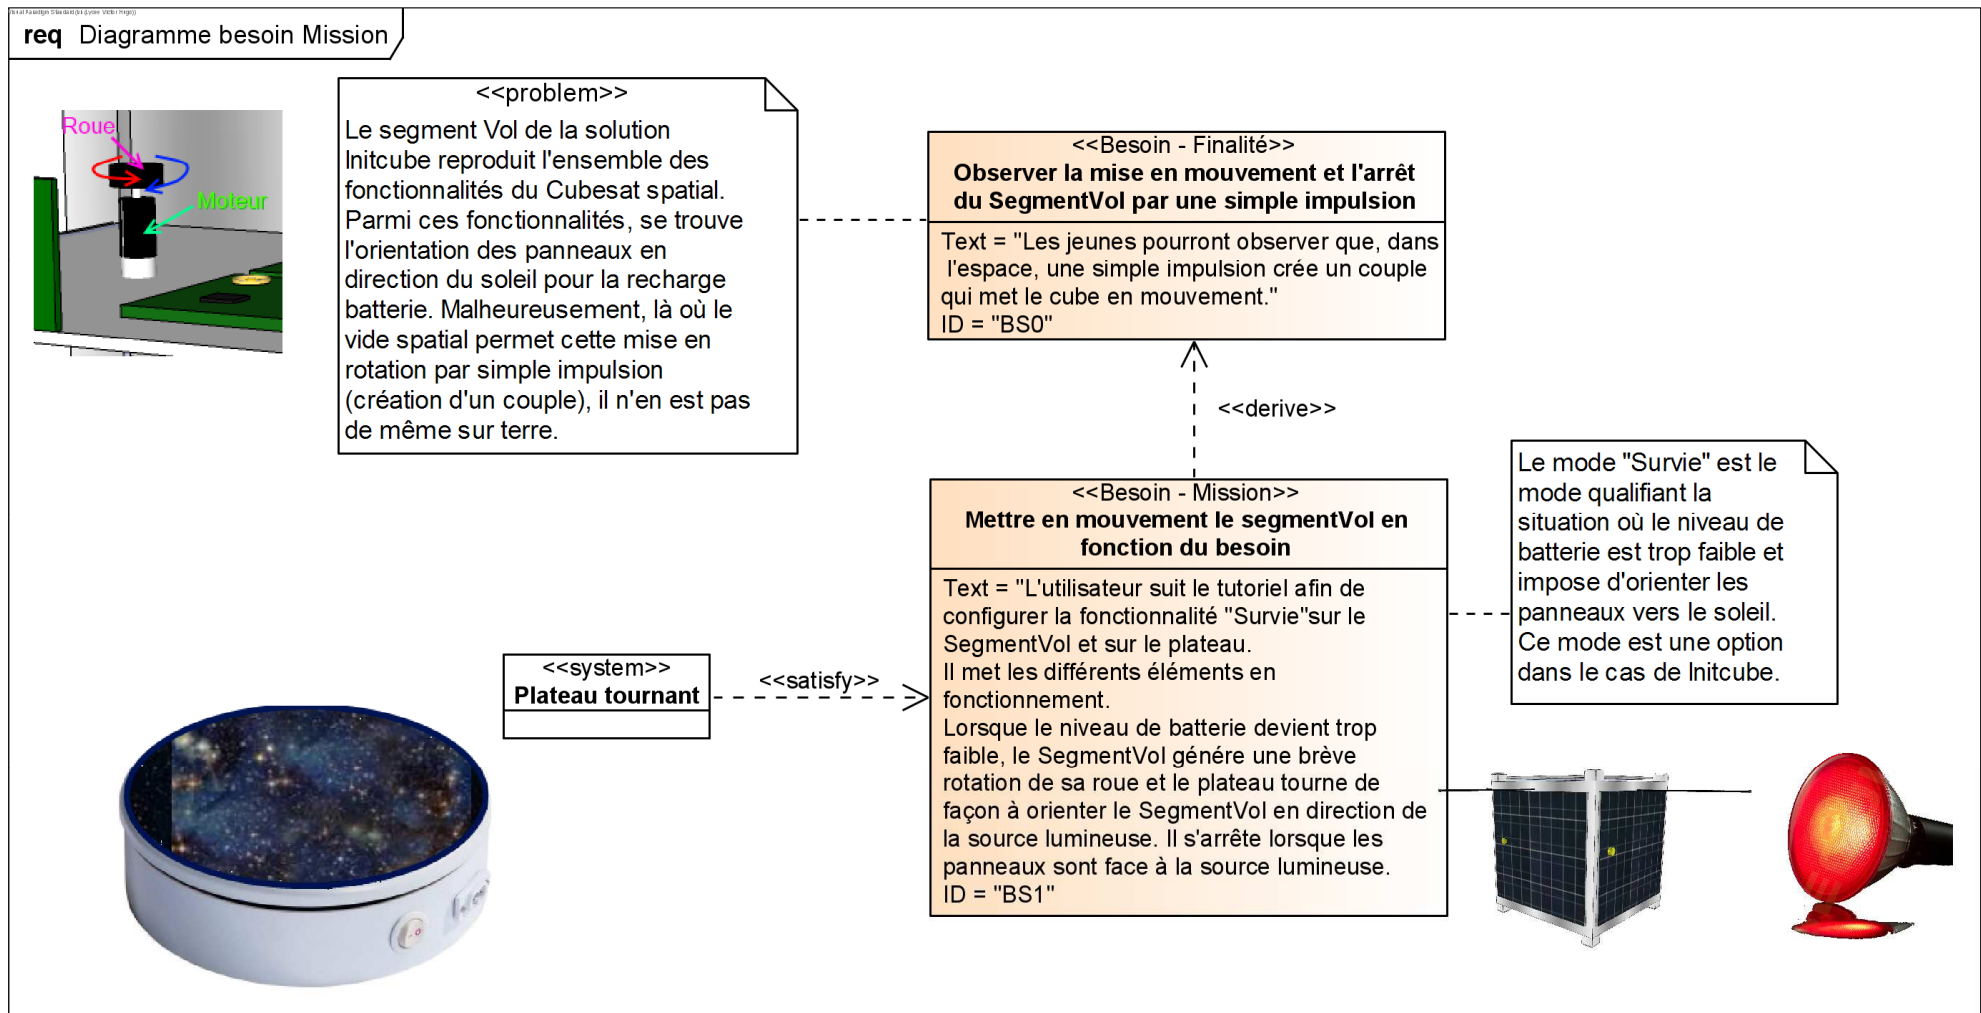 Visual Paradigm Standard (Lycée Victor Hugo)
req Diagramme besoin Mission
Roue
Moteur
<<problem>>
Le segment Vol de la solution
Initcube reproduit l'ensemble des
fonctionnalités du Cubesat spatial.
Parmi ces fonctionnalités, se trouve
l'orientation des panneaux en
direction du soleil pour la recharge
batterie. Malheureusement, là où le
vide spatial permet cette mise en
rotation par simple impulsion
(création d'un couple), il n'en est pas
de même sur terre.
<<Besoin - Finalité>>
Observer la mise en mouvement et l'arrêt
du SegmentVol par une simple impulsion
Text = "Les jeunes pourront observer que, dans
l'espace, une simple impulsion crée un couple
qui met le cube en mouvement."
ID = "BS0"
<<derive>>
<<Besoin - Mission>>
Mettre en mouvement le segmentVol en
fonction du besoin
Text = "L'utilisateur suit le tutoriel afin de
configurer la fonctionnalité "Survie"sur le
SegmentVol et sur le plateau.
Il met les différents éléments en
fonctionnement.
Lorsque le niveau de batterie devient trop
faible, le SegmentVol génére une brève
rotation de sa roue et le plateau tourne de
façon à orienter le SegmentVol en direction de
la source lumineuse. Il s'arrête lorsque les
panneaux sont face à la source lumineuse.
ID = "BS1"
Le mode "Survie" est le
mode qualifiant la
situation où le niveau de
batterie est trop faible et
impose d'orienter les
panneaux vers le soleil.
Ce mode est une option
dans le cas de Initcube.
<<system>>
Plateau tournant
<<satisfy>>